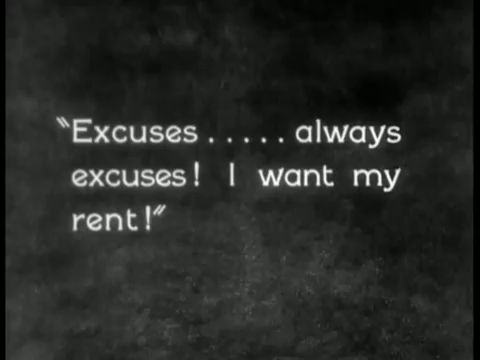 "Excuses ..... always
excuses! I want my
rent!"